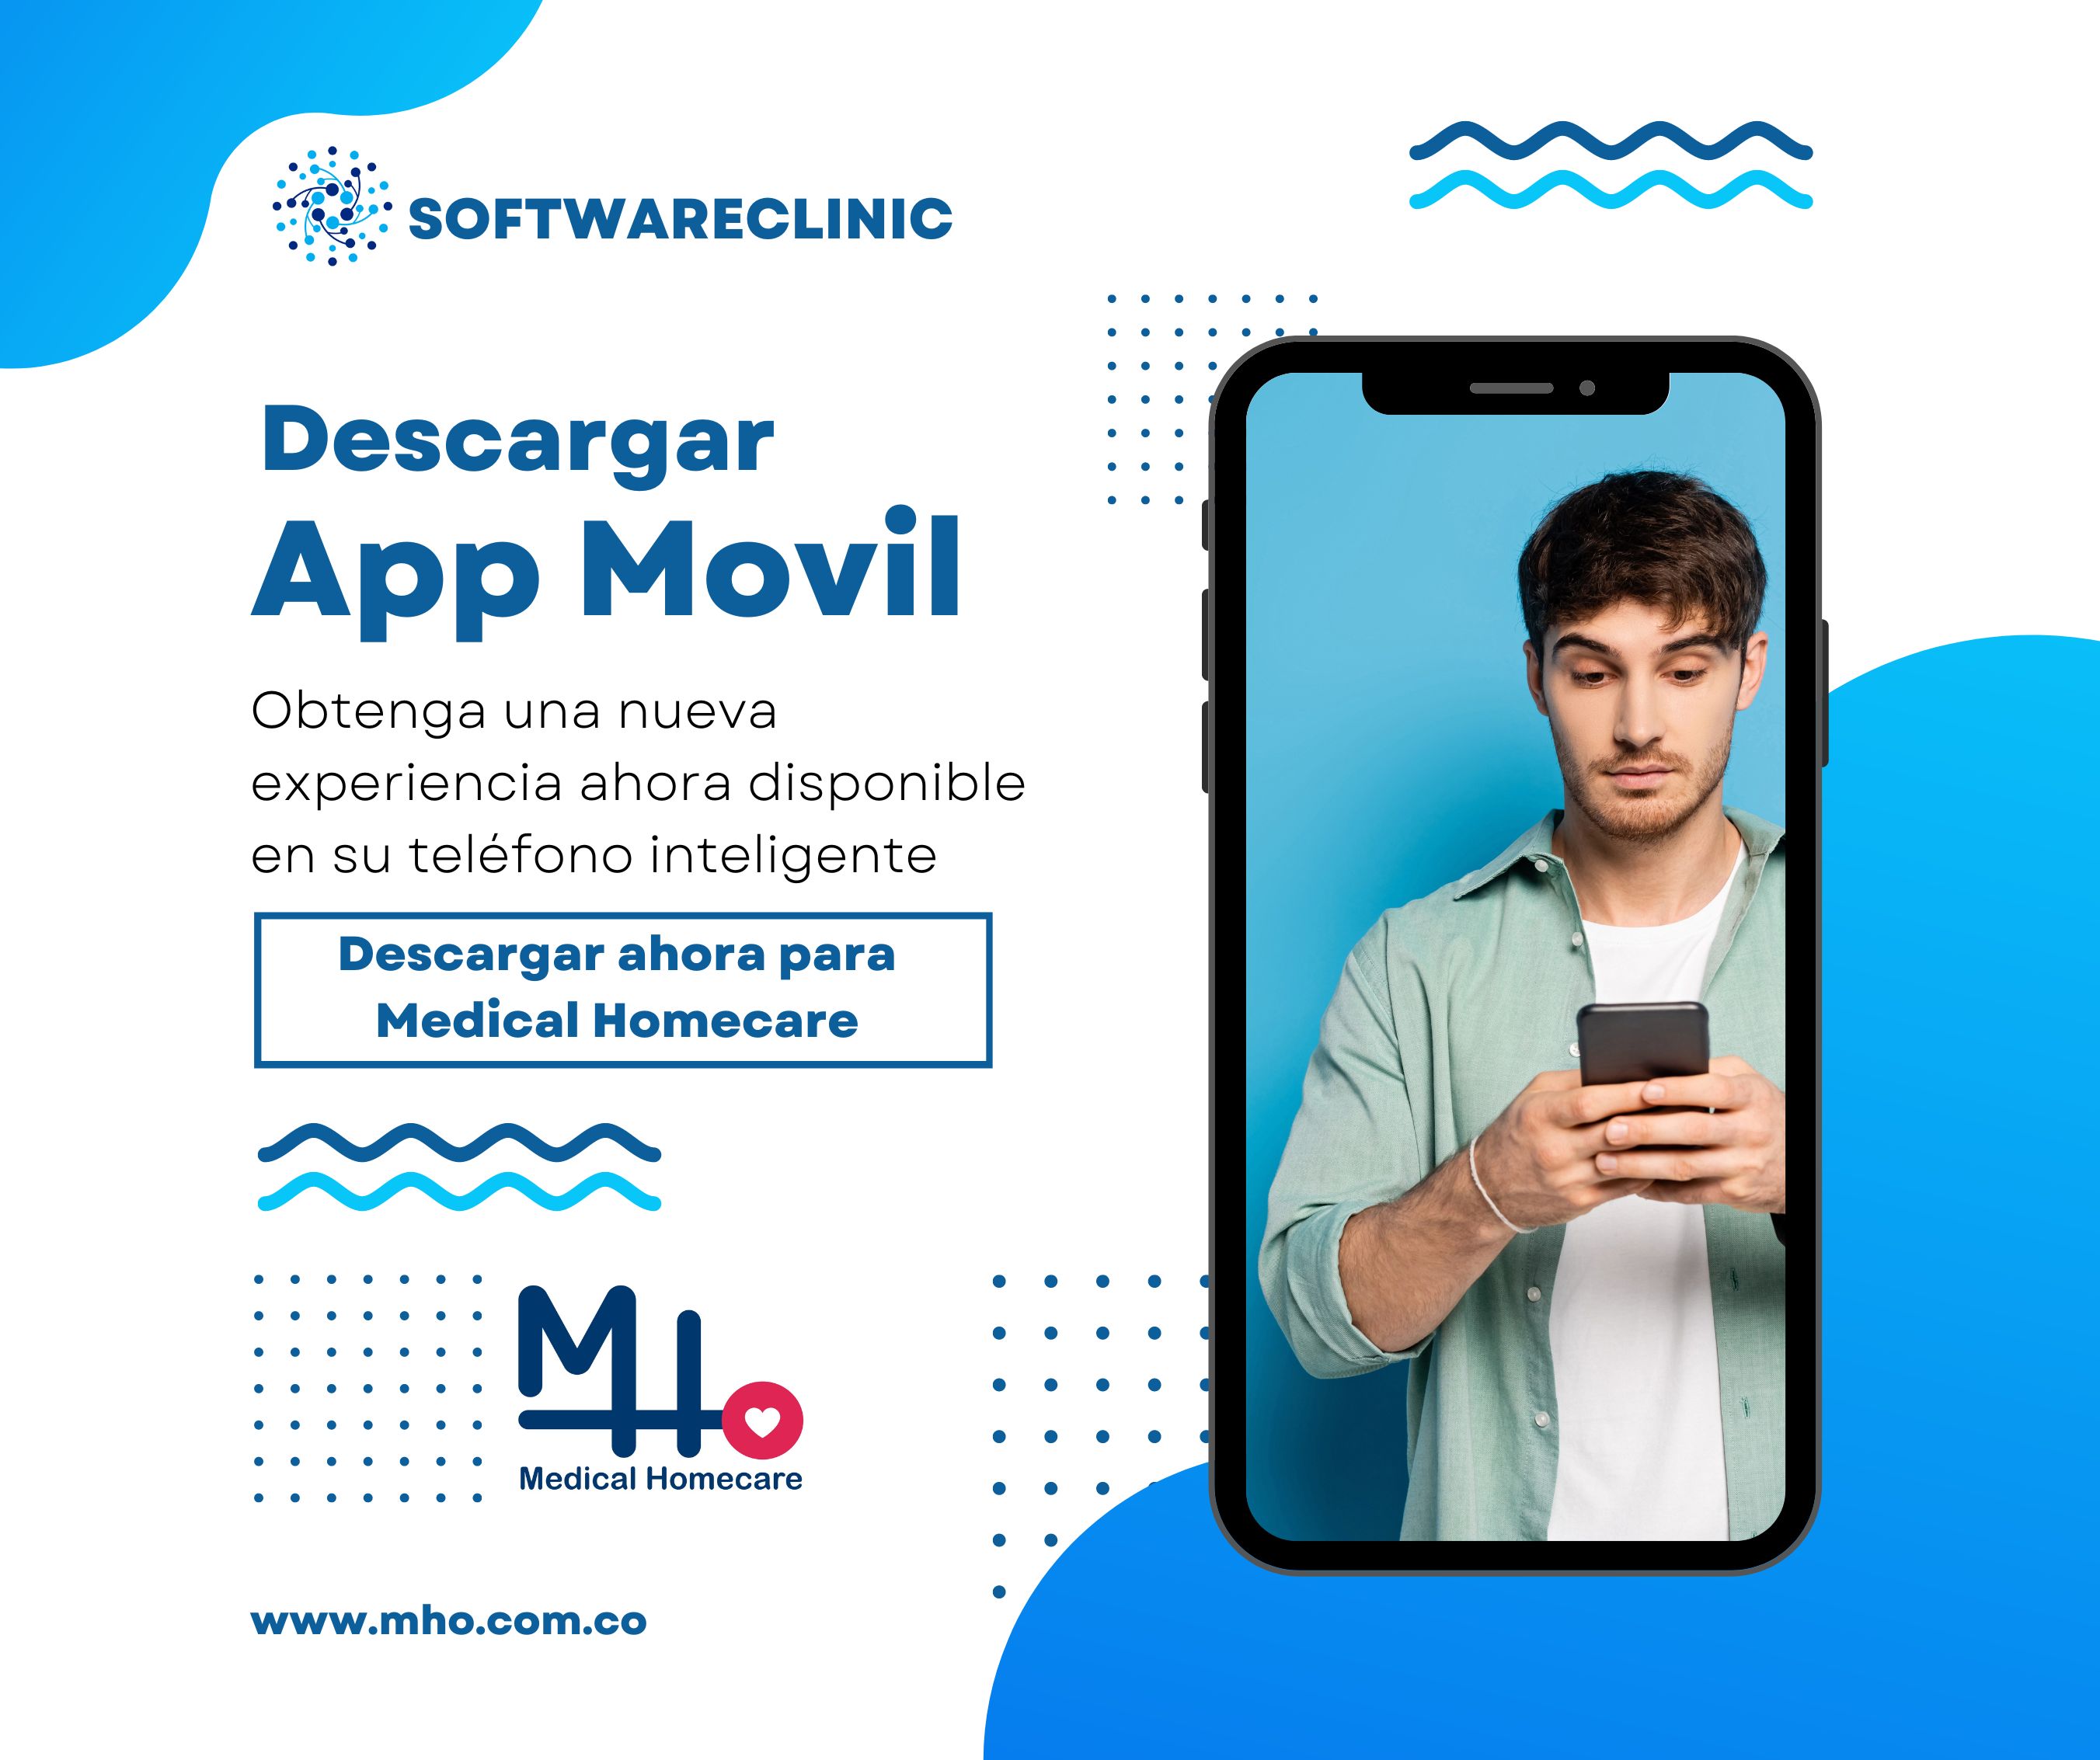 SOFTWARECLINIC
Descargar
App Movil
Obtenga una nueva
experiencia ahora disponible
en su teléfono inteligente
Descargar ahora para
Medical Homecare
MH
Medical Homecare
www.mho.com.co